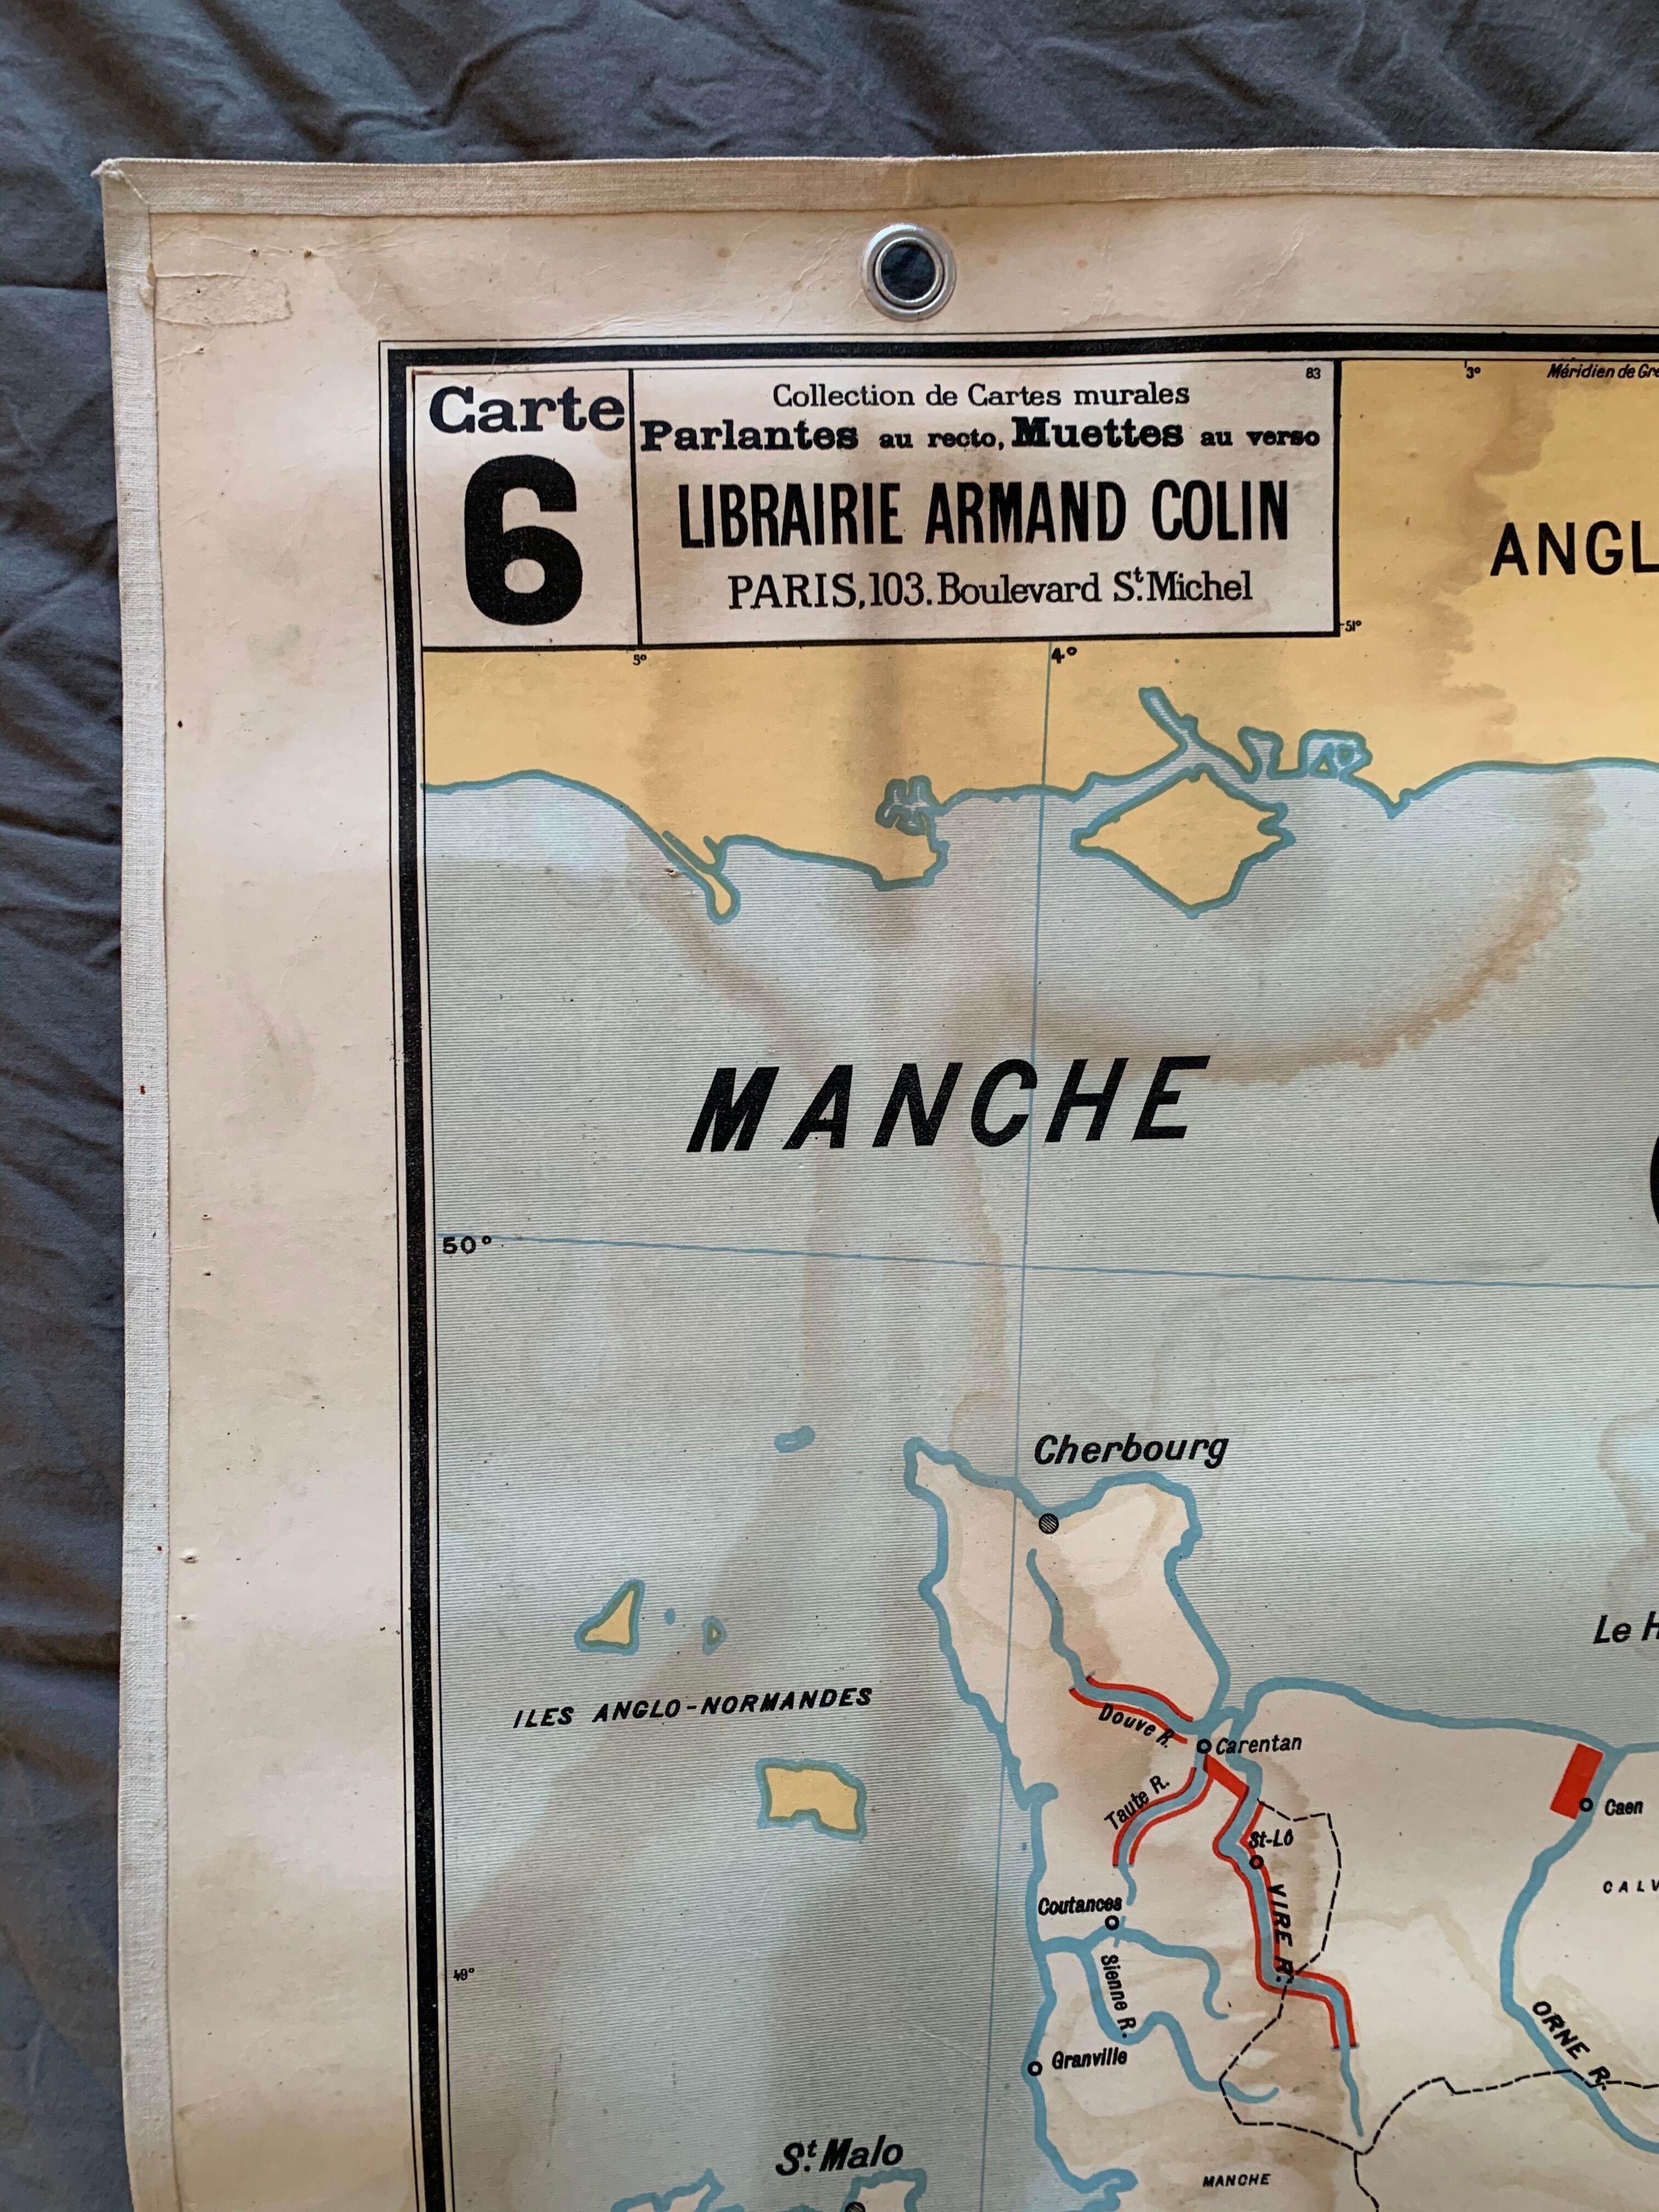 Carte
6
Collection de Cartes murales
83
Parlantes au recto, Muettes au verso
LIBRAIRIE ARMAND COLIN
PARIS, 103. Boulevard St. Michel
3°
Méridien de Gre
ANGL
51°
5°
4°
MANCHE
50°
Cherbourg
Le H
ILES ANGLO-NORMANDES
Douve R.
Carentan
Taute R.
Caen
St-Lô
VIRE R.
CALV
Coutances
Sienne R.
49°
ORNE R.
Granville
St. Malo
MANCHE